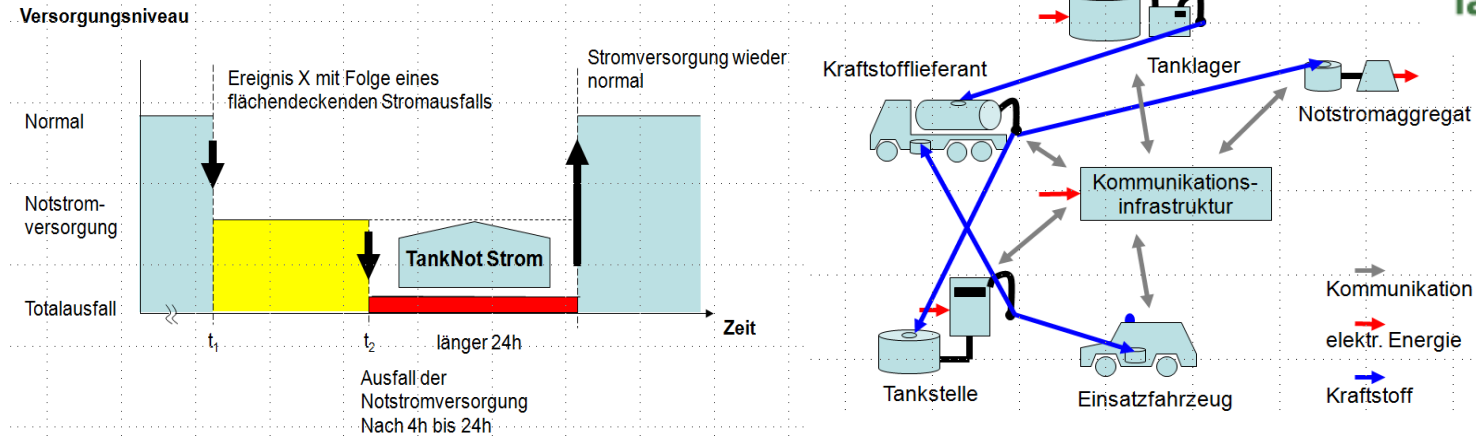 Versorgungsniveau
Ereignis X mit Folge eines
flächendeckenden Stromausfalls
Stromversorgung wieder
normal
Normal
Notstrom-
versorgung
TankNot Strom
Totalausfall
Zeit
t1
t2
länger 24h
Ausfall der
Notstromversorgung
Nach 4h bis 24h
Kraftstofflieferant
Tanklager
Notstromaggregat
Kommunikations-
infrastruktur
Tankstelle
Einsatzfahrzeug
Kommunikation
elektr. Energie
Kraftstoff